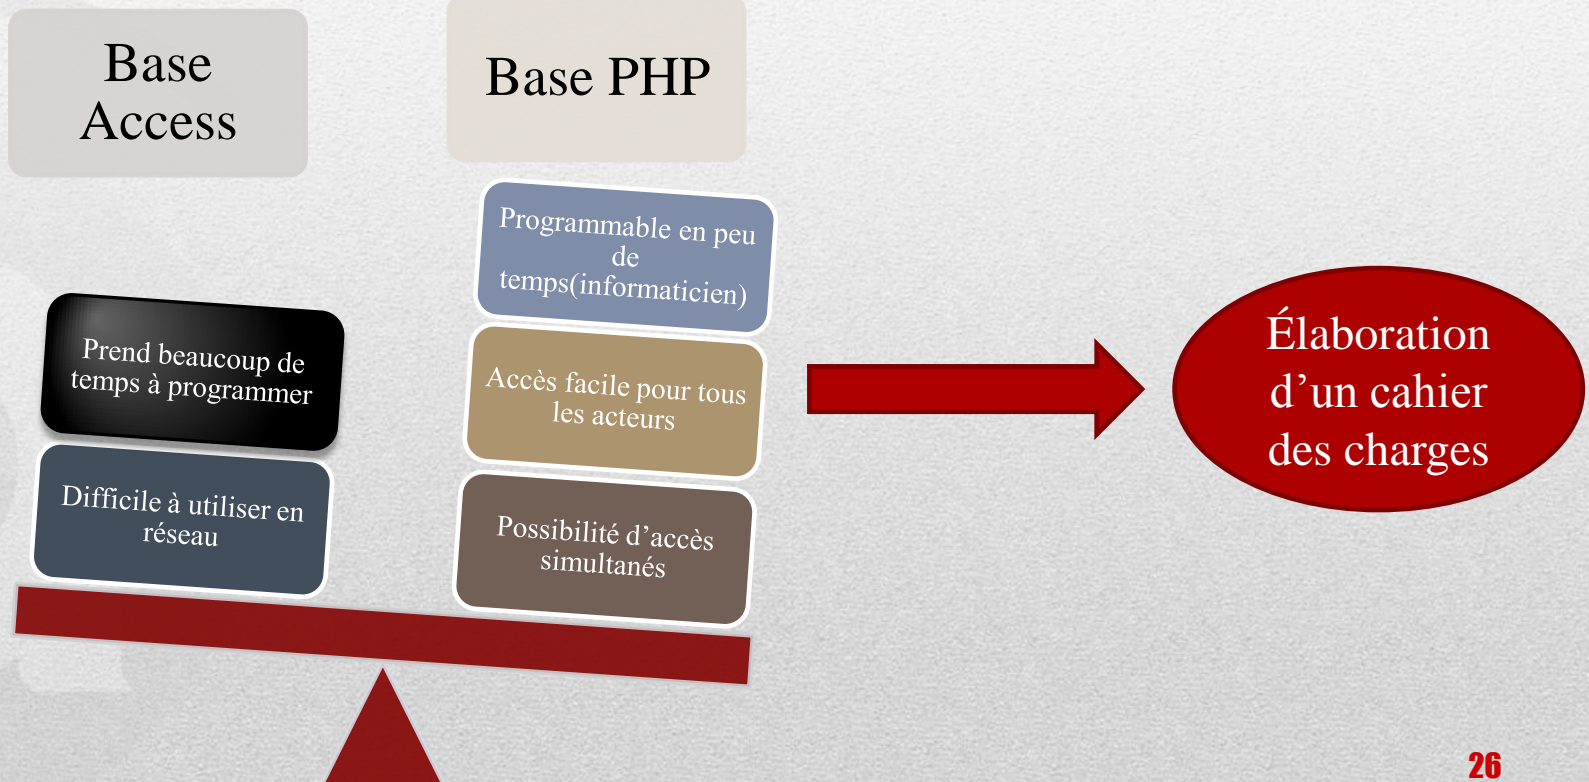 Base
Access
Base PHP
Prend beaucoup de
temps à programmer
Difficile à utiliser en
réseau
Programmable en peu
de
temps(informaticien)
Accès facile pour tous
les acteurs
Possibilité d’accès
simultanés
Élaboration
d’un cahier
des charges
26